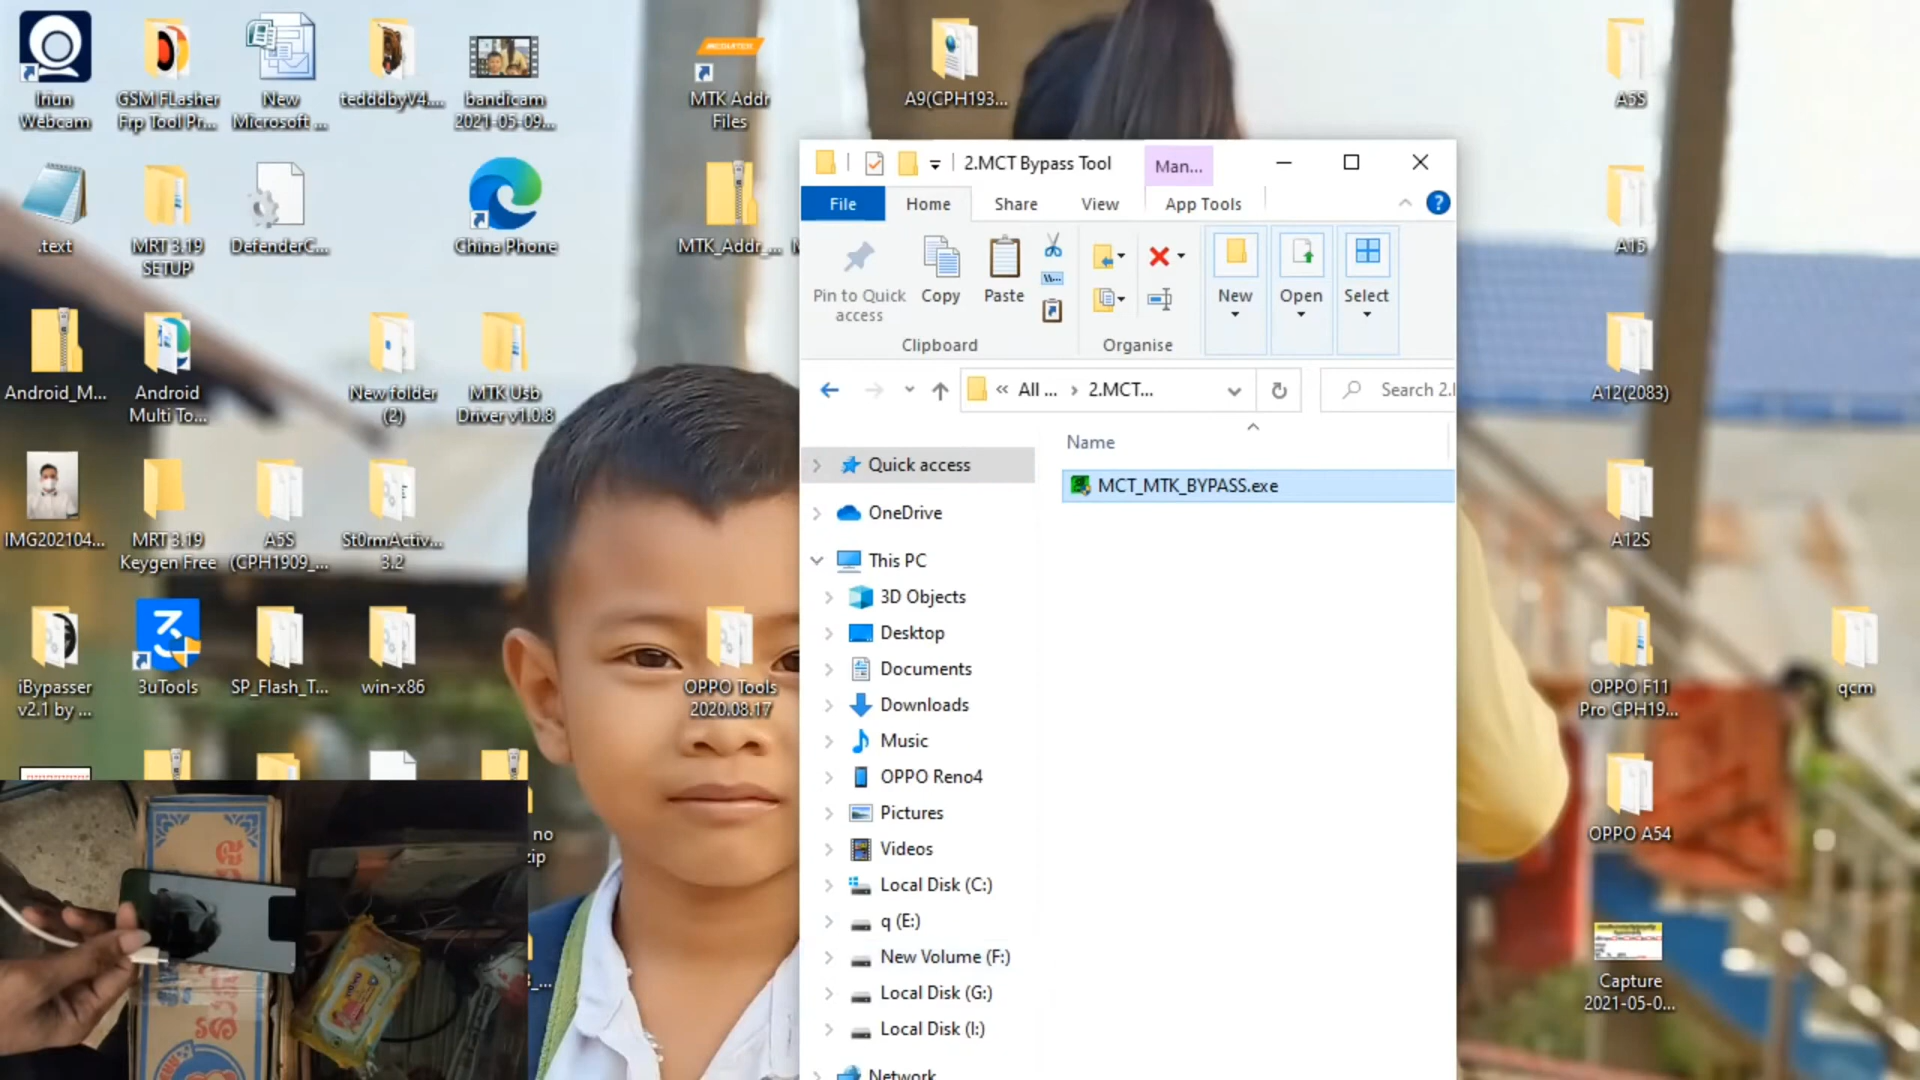 Iriun
Webcam
GSM FLasher
Frp Tool Pr...
New
Microsoft ...
tedddbyV4....
bandicam
2021-05-09...
MEDIATEK
MTK Addr
Files
A9(CPH193...
A5S
.text
MRT 3.19
SETUP
DefenderC...
China Phone
MTK_Addr_...
A15
Android_M...
Android
Multi To...
New folder
(2)
MTK Usb
Driver v1.0.8
A12(2083)
IMG202104...
MRT 3.19
Keygen Free
A5S
(CPH1909_...
St0rmActiv...
3.2
A12S
iBypasser
v2.1 by ...
3uTools
SP_Flash_T...
win-x86
OPPO Tools
2020.08.17
OPPO F11
Pro CPH19...
qcm
no
zip
OPPO A54
Capture
2021-05-0...
2.MCT Bypass Tool
Man...
File
Home
Share
View
App Tools
Pin to Quick
access
Copy
Paste
New
Open
Select
Clipboard
Organise
All ...
2.MCT...
Search 2.
Name
Quick access
MCT_MTK_BYPASS.exe
OneDrive
This PC
3D Objects
Desktop
Documents
Downloads
Music
OPPO Reno4
Pictures
Videos
Local Disk (C:)
q (E:)
New Volume (F:)
Local Disk (G:)
Local Disk (I:)
Network